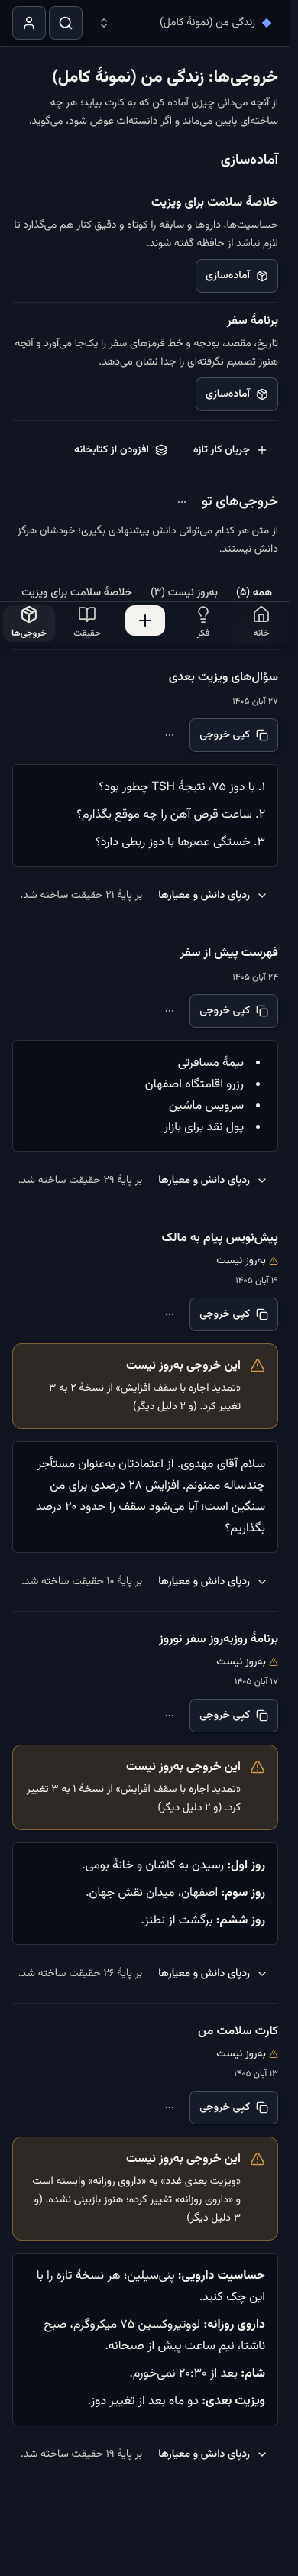 زندگی من (نمونهٔ کامل)
خروجی‌ها: زندگی من (نمونهٔ کامل)
از آنچه می‌دانی چیزی آماده کن که به کارت بیاید؛ هر چه
ساخته‌ای پایین می‌ماند و اگر دانسته‌ات عوض شود، می‌گوید.
آماده‌سازی
خلاصهٔ سلامت برای ویزیت
حساسیت‌ها، داروها و سابقه را کوتاه و دقیق کنار هم می‌گذارد تا
لازم نباشد از حافظه گفته شوند.
آماده‌سازی
برنامهٔ سفر
تاریخ، مقصد، بودجه و خط قرمزهای سفر را یک‌جا می‌آورد و آنچه
هنوز تصمیم نگرفته‌ای را جدا نشان می‌دهد.
آماده‌سازی
جریان کار تازه
افزودن از کتابخانه
خروجی‌های تو
از متن هر کدام می‌توانی دانش پیشنهادی بگیری؛ خودشان هرگز
دانش نیستند.
همه (۵)
به‌روز نیست (۳)
خلاصهٔ سلامت برای ویزیت
خانه
فکر
حقیقت
خروجی‌ها
سؤال‌های ویزیت بعدی
۲۷ آبان ۱۴۰۵
کپی خروجی
۱. با دوز ۷۵، نتیجهٔ TSH چطور بود؟
۲. ساعت قرص آهن را چه موقع بگذارم؟
۳. خستگی عصرها با دوز ربطی دارد؟
ردپای دانش و معیارها
بر پایهٔ ۲۱ حقیقت ساخته شد.
فهرست پیش از سفر
۲۴ آبان ۱۴۰۵
کپی خروجی
• بیمهٔ مسافرتی
• رزرو اقامتگاه اصفهان
• سرویس ماشین
• پول نقد برای بازار
ردپای دانش و معیارها
بر پایهٔ ۲۹ حقیقت ساخته شد.
پیش‌نویس پیام به مالک
به‌روز نیست
۱۹ آبان ۱۴۰۵
کپی خروجی
این خروجی به‌روز نیست
«تمدید اجاره با سقف افزایش» از نسخهٔ ۲ به ۳
تغییر کرد. (و ۲ دلیل دیگر)
سلام آقای مهدوی. از اعتمادتان به‌عنوان مستأجر
چندساله ممنونم. افزایش ۲۸ درصدی برای من
سنگین است؛ آیا می‌شود سقف را حدود ۲۰ درصد
بگذاریم؟
ردپای دانش و معیارها
بر پایهٔ ۱۰ حقیقت ساخته شد.
برنامهٔ روزبه‌روز سفر نوروز
به‌روز نیست
۱۷ آبان ۱۴۰۵
کپی خروجی
این خروجی به‌روز نیست
«تمدید اجاره با سقف افزایش» از نسخهٔ ۱ به ۳ تغییر
کرد. (و ۲ دلیل دیگر)
روز اول: رسیدن به کاشان و خانهٔ بومی.
روز سوم: اصفهان، میدان نقش جهان.
روز ششم: برگشت از نطنز.
ردپای دانش و معیارها
بر پایهٔ ۲۶ حقیقت ساخته شد.
کارت سلامت من
به‌روز نیست
۱۳ آبان ۱۴۰۵
کپی خروجی
این خروجی به‌روز نیست
«ویزیت بعدی غدد» به «داروی روزانه» وابسته است
و «داروی روزانه» تغییر کرده؛ هنوز بازبینی نشده. (و
۳ دلیل دیگر)
حساسیت دارویی: پنی‌سیلین؛ هر نسخهٔ تازه را با
این چک کنید.
داروی روزانه: لووتیروکسین ۷۵ میکروگرم، صبح
ناشتا، نیم ساعت پیش از صبحانه.
شام: بعد از ۲۰:۳۰ نمی‌خورم.
ویزیت بعدی: دو ماه بعد از تغییر دوز.
ردپای دانش و معیارها
بر پایهٔ ۱۹ حقیقت ساخته شد.